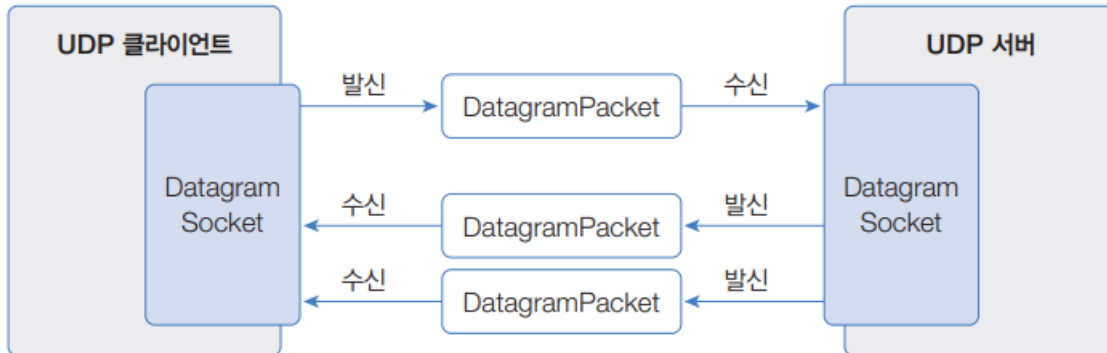 UDP 클라이언트
UDP 서버
발신
DatagramPacket
수신
Datagram
Socket
Datagram
Socket
수신
DatagramPacket
발신
수신
DatagramPacket
발신